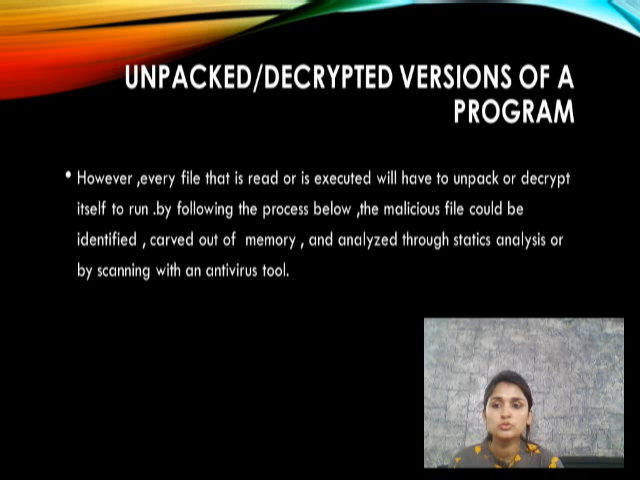 UNPACKED/DECRYPTED VERSIONS OF A
PROGRAM
• However ,every file that is read or is executed will have to unpack or decrypt
itself to run .by following the process below ,the malicious file could be
identified , carved out of memory , and analyzed through statics analysis or
by scanning with an antivirus tool.